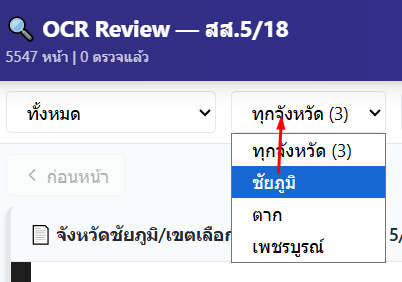 🔍 OCR Review — สส.5/18
5547 หน้า | 0 ตรวจแล้ว
ทั้งหมด
ทุกจังหวัด (3)
ทุกจังหวัด (3)
ชัยภูมิ
ตาก
เพชรบูรณ์
ก่อนหน้า
📄 จังหวัดชัยภูมิ/เขตเลือก
5/